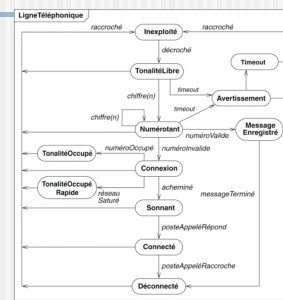 LigneTéléphonique
raccroché
Inexploité
raccroché
décroché
Timeout
TonalitéLibre
timeout
chiffre(n)
Avertissement
chiffre(n)
timeout
Numérotant
Message
Enregistré
numéroValide
numéroOccupé
numéroInvalide
TonalitéOccupé
Connexion
TonalitéOccupé
Rapide
réseau
Saturé
acheminé
messageTerminé
Sonnant
posteAppeléRépond
Connecté
posteAppeléRaccroche
Déconnecté